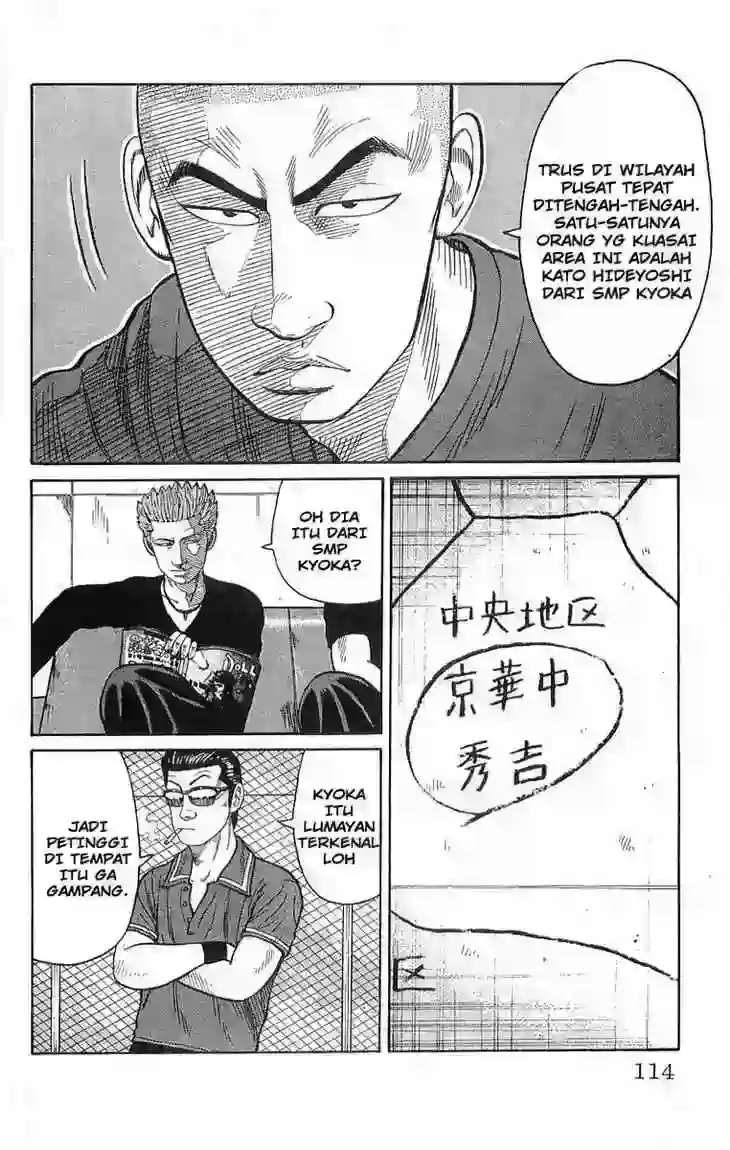 TRUS DI WILAYAH
PUSAT TEPAT
DITENGAH-TENGAH.
SATU-SATUNYA
ORANG YG KUASAI
AREA INI ADALAH
KATO HIDEYOSHI
DARI SMP KYOKA
OH DIA
ITU DARI
SMP
KYOKA?
中央地区
京華中
秀吉
区
KYOKA
ITU
LUMAYAN
TERKENAL
LOH
JADI
PETINGGI
DI TEMPAT
ITU GA
GAMPANG.
114